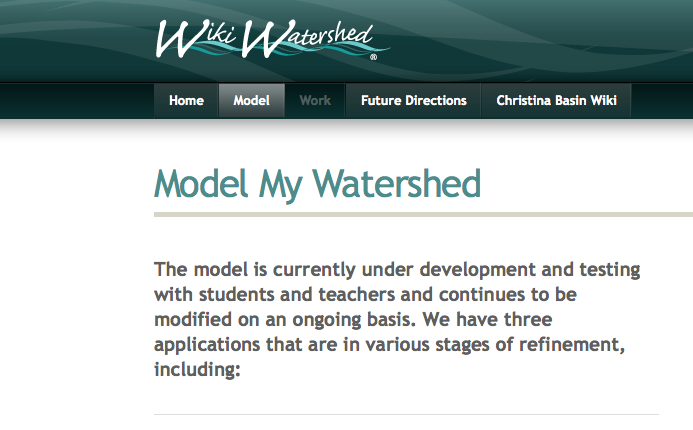 Wiki Watershed®
Home Model Work Future Directions Christina Basin Wiki
Model My Watershed
The model is currently under development and testing
with students and teachers and continues to be
modified on an ongoing basis. We have three
applications that are in various stages of refinement,
including: